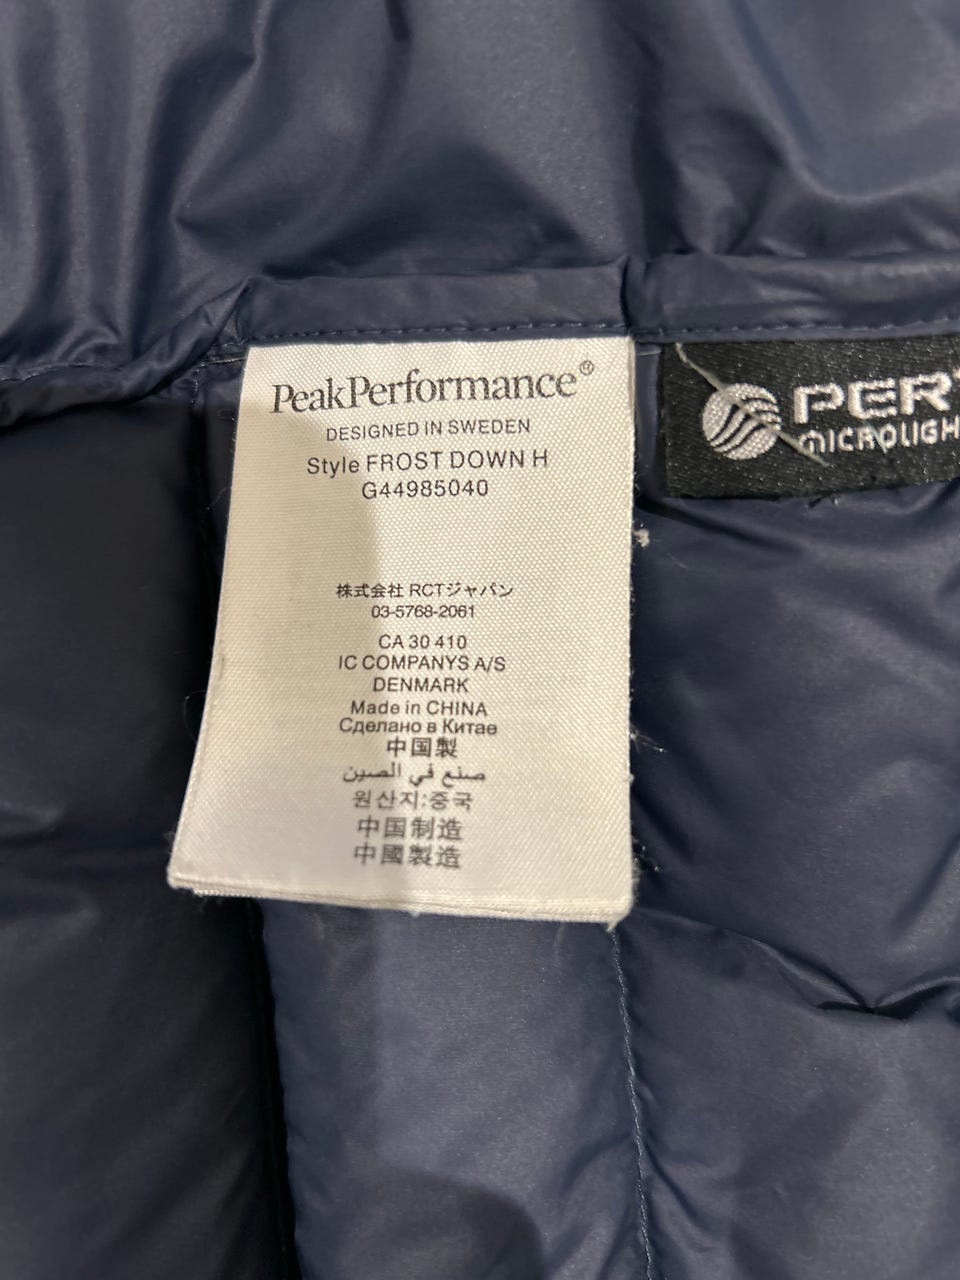 PeakPerformance®
DESIGNED IN SWEDEN
Style FROST DOWN H
G44985040
株式会社 RCTジャパン
03-5768-2061
CA 30 410
IC COMPANYS A/S
DENMARK
Made in CHINA
Сделано в Китае
中国製
صنع في الصين
원산지:중국
中国制造
中國製造
PER
MICROLIGH